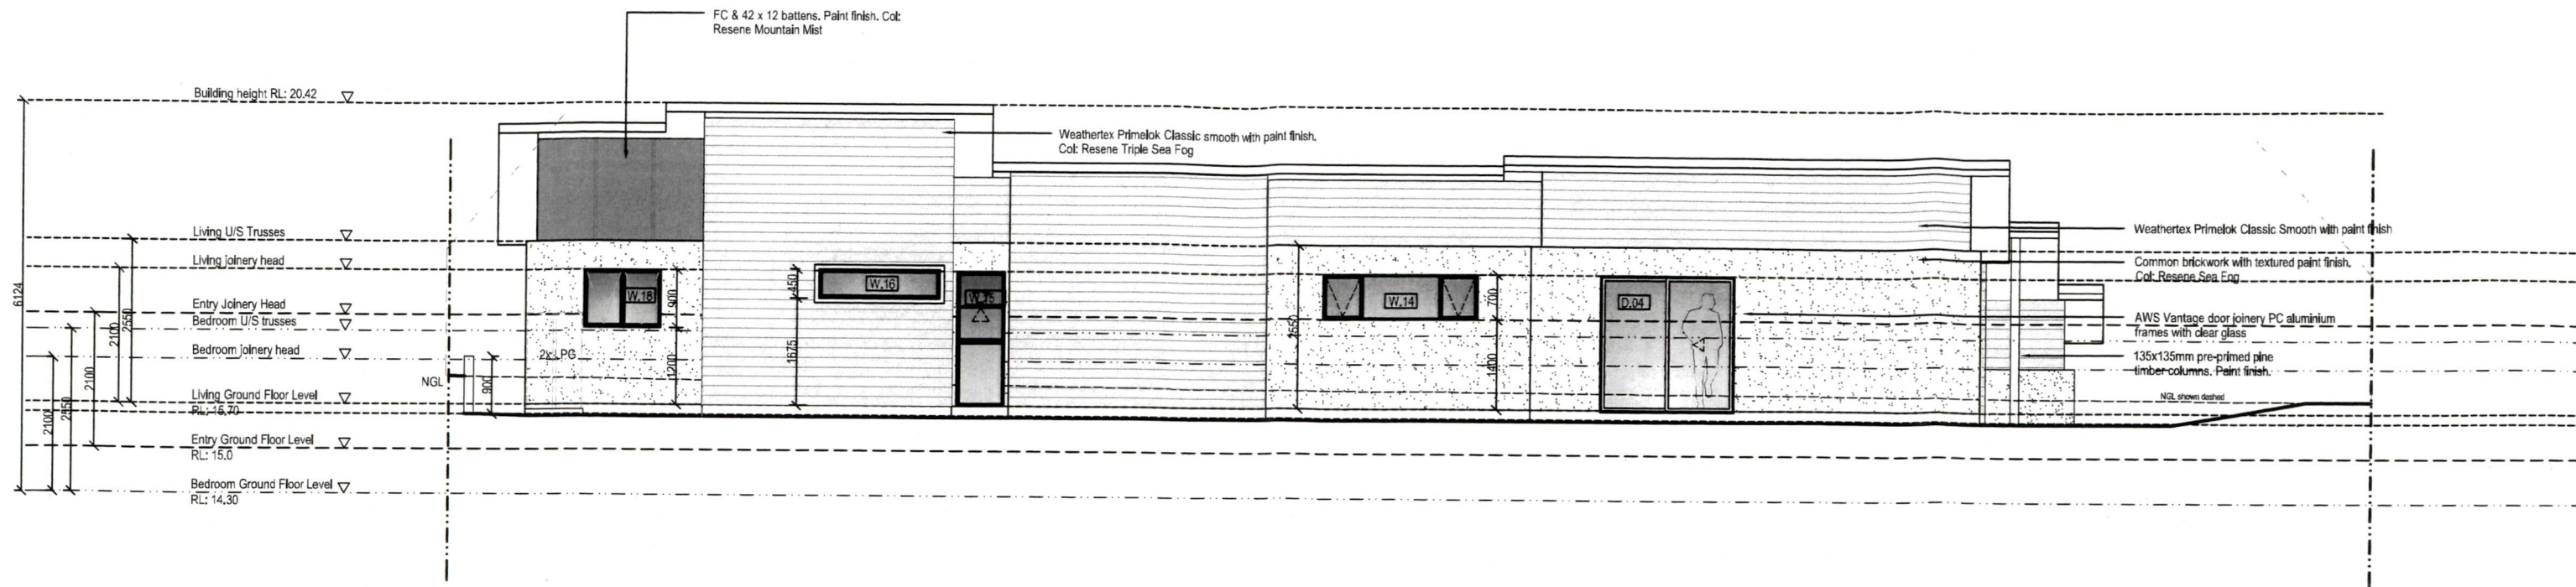 FC & 42 x 12 battens. Paint finish. Col:
Resene Mountain Mist
Building height RL: 20.42
Weathertex Primelok Classic smooth with paint finish.
Col: Resene Triple Sea Fog
Living U/S Trusses
Living joinery head
Entry Joinery Head
Bedroom U/S trusses
Bedroom joinery head
Living Ground Floor Level
RL: 15.70
Entry Ground Floor Level
RL: 15.0
Bedroom Ground Floor Level
RL: 14.30
6124
2100
2850
2100
2100
2550
NGL
900
2x LPG
W.18
900
1200
W.16
450
1675
W.15
2550
W.14
700
1400
D.04
Weathertex Primelok Classic Smooth with paint finish
Common brickwork with textured paint finish.
Col: Resene Sea Fog
AWS Vantage door joinery PC aluminium
frames with clear glass
135x135mm pre-primed pine
timber columns. Paint finish.
NGL shown dashed